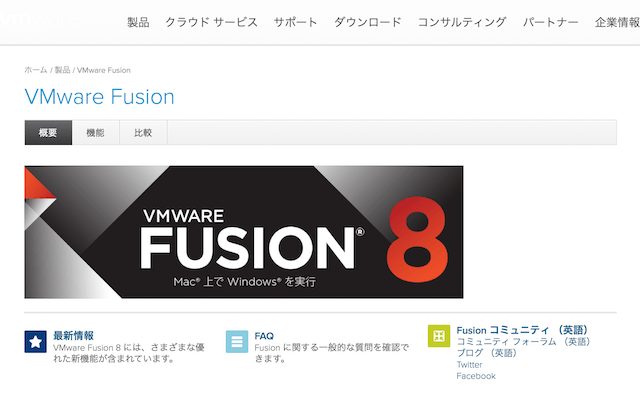 製品 クラウド サービス サポート ダウンロード コンサルティング パートナー 企業情報
ホーム / 製品 / VMware Fusion
VMware Fusion
概要 機能 比較
VMWARE
FUSION® 8
Mac® 上で Windows® を実行
最新情報
VMware Fusion 8 には、さまざまな優
れた新機能が含まれています。
FAQ
Fusion に関する一般的な質問を確認で
きます。
Fusion コミュニティ （英語）
コミュニティ フォーラム （英語）
ブログ （英語）
Twitter
Facebook